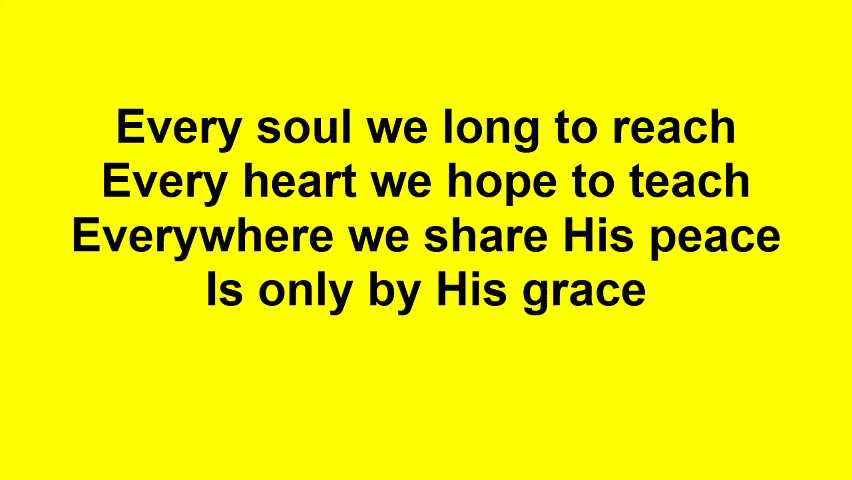 Every soul we long to reach
Every heart we hope to teach
Everywhere we share His peace
Is only by His grace